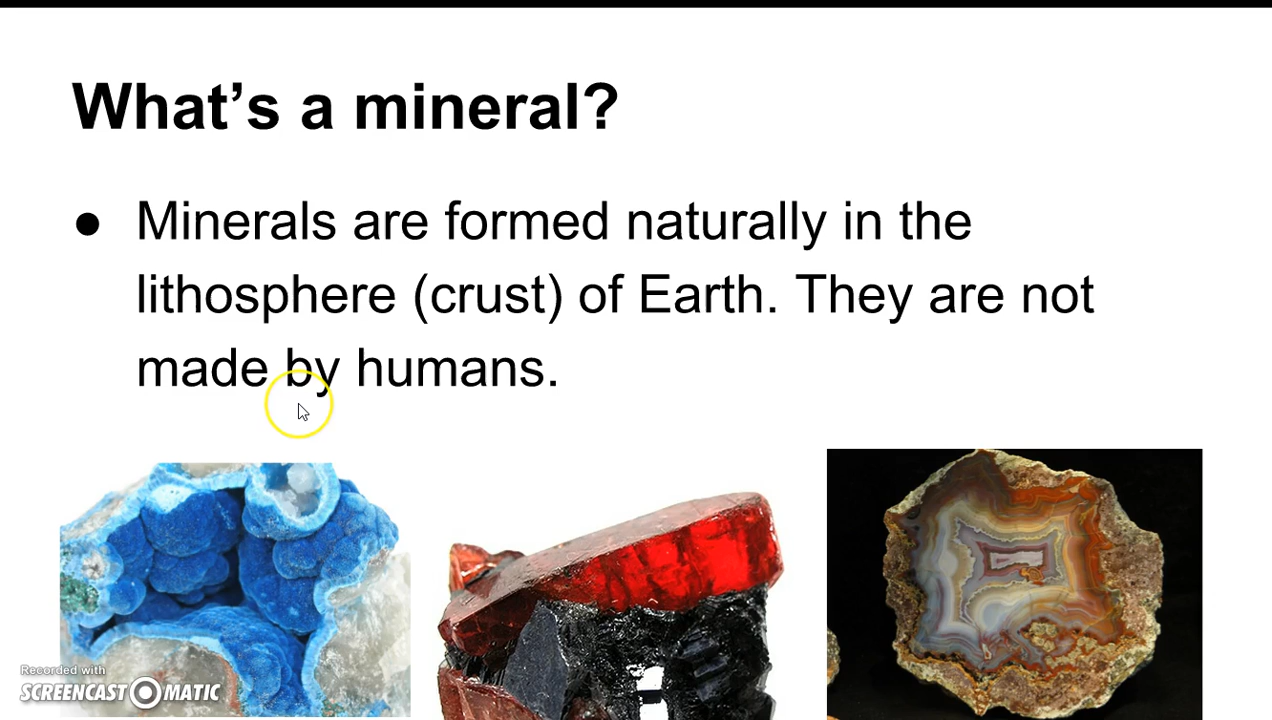 What’s a mineral?
● Minerals are formed naturally in the
lithosphere (crust) of Earth. They are not
made by humans.
Recorded with
SCREENCAST O MATIC